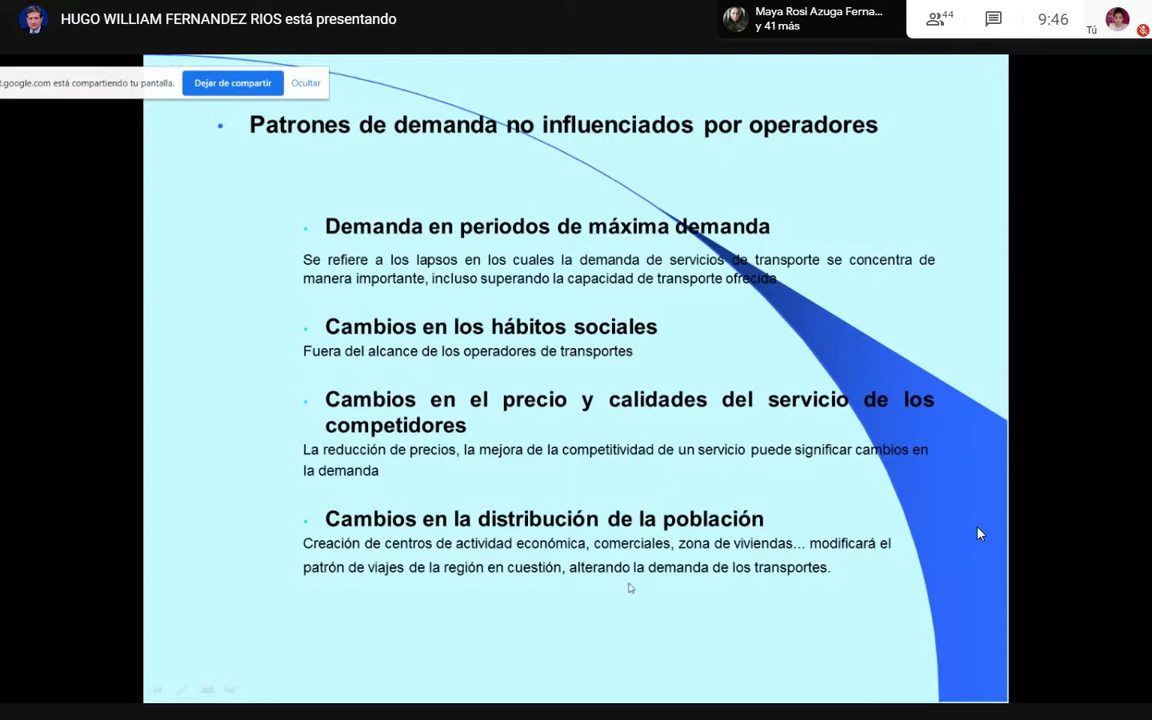 HUGO WILLIAM FERNANDEZ RIOS está presentando
Maya Rosi Azuga Ferna...
y 41 más
44
9:46
Tú
t.google.com está compartiendo tu pantalla.
Dejar de compartir
Ocultar
• Patrones de demanda no influenciados por operadores
• Demanda en periodos de máxima demanda
Se refiere a los lapsos en los cuales la demanda de servicios de transporte se concentra de
manera importante, incluso superando la capacidad de transporte ofrecida
• Cambios en los hábitos sociales
Fuera del alcance de los operadores de transportes
• Cambios en el precio y calidades del servicio de los
competidores
La reducción de precios, la mejora de la competitividad de un servicio puede significar cambios en
la demanda
• Cambios en la distribución de la población
Creación de centros de actividad económica, comerciales, zona de viviendas... modificará el
patrón de viajes de la región en cuestión, alterando la demanda de los transportes.